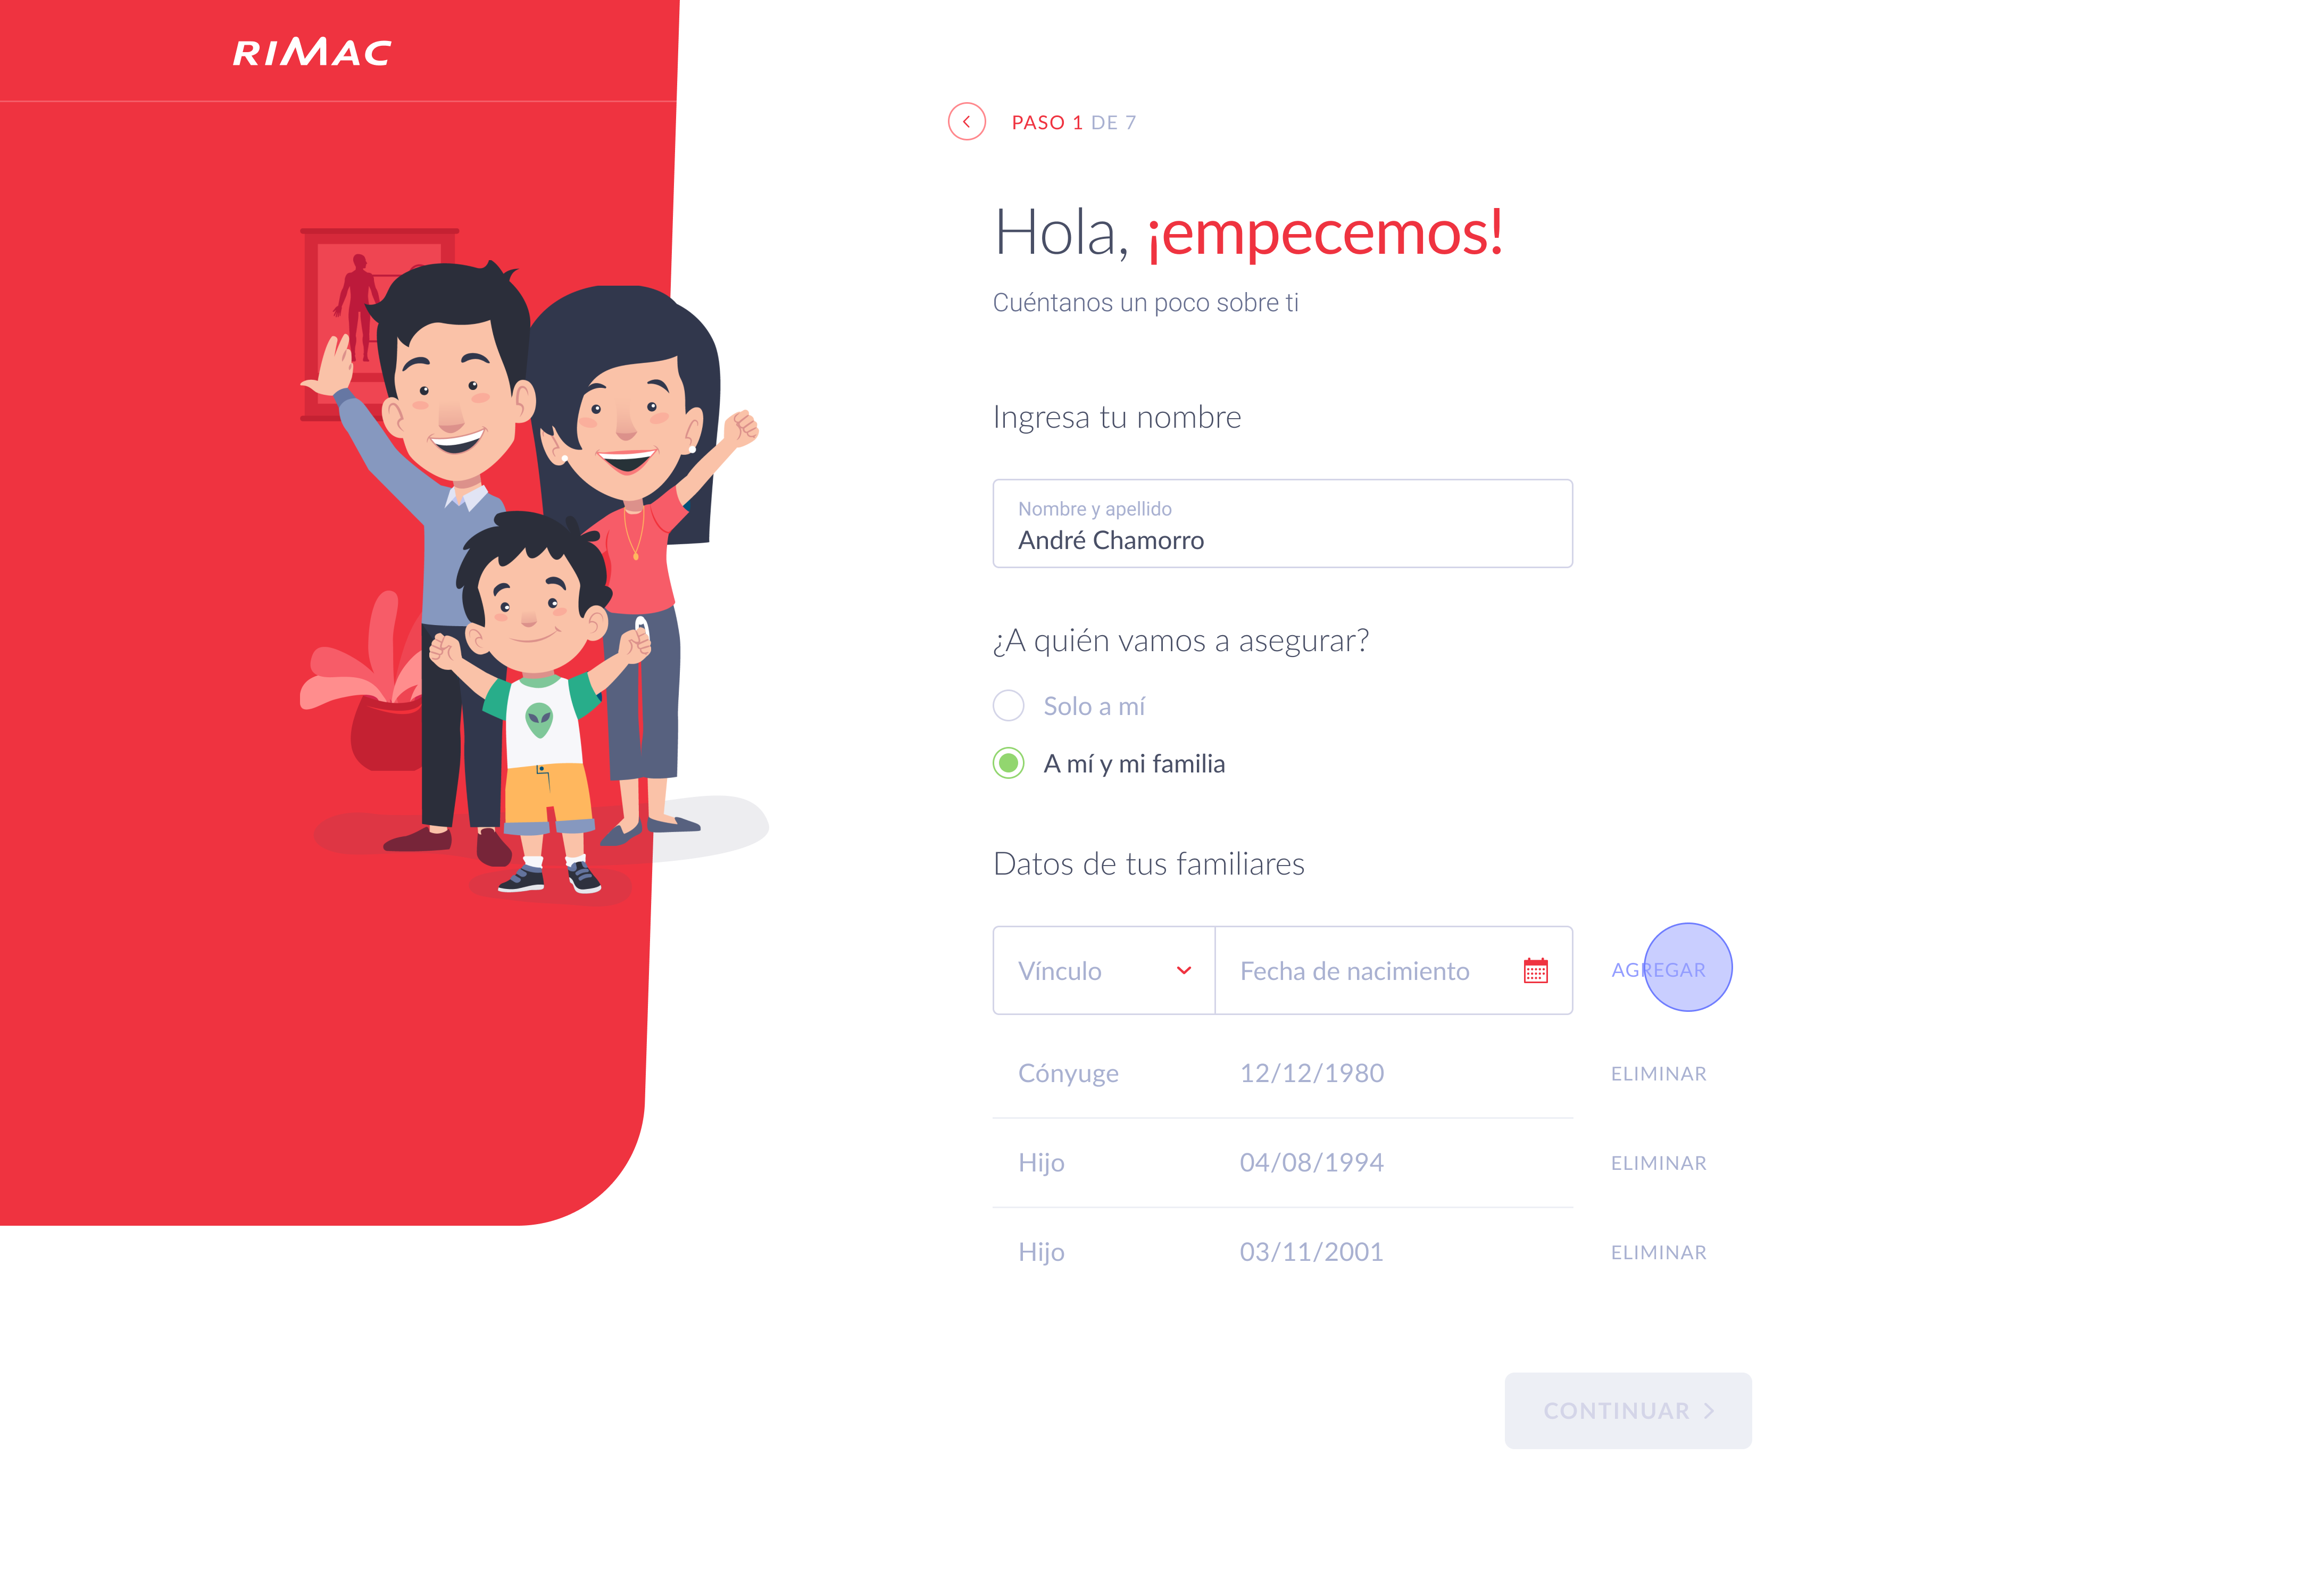 RIMAC
PASO 1 DE 7
Hola, ¡empecemos!
Cuéntanos un poco sobre ti
Ingresa tu nombre
Nombre y apellido
André Chamorro
¿A quién vamos a asegurar?
Solo a mí
A mí y mi familia
Datos de tus familiares
Vínculo Fecha de nacimiento AGREGAR
Cónyuge 12/12/1980 ELIMINAR
Hijo 04/08/1994 ELIMINAR
Hijo 03/11/2001 ELIMINAR
CONTINUAR